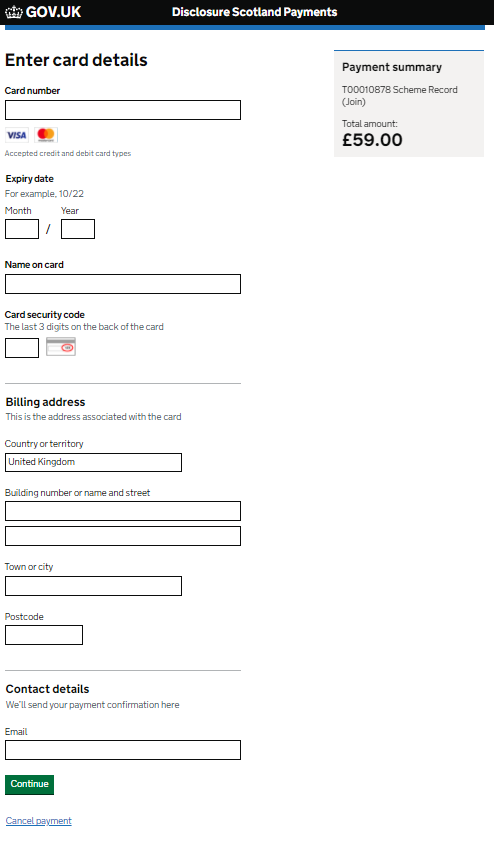 GOV.UK
Disclosure Scotland Payments
Enter card details
Card number
VISA
Accepted credit and debit card types
Expiry date
For example, 10/22
Month Year
/
Name on card
Card security code
The last 3 digits on the back of the card
Billing address
This is the address associated with the card
Country or territory
United Kingdom
Building number or name and street
Town or city
Postcode
Contact details
We'll send your payment confirmation here
Email
Continue
Cancel payment
Payment summary
T00010878 Scheme Record
(Join)
Total amount:
£59.00